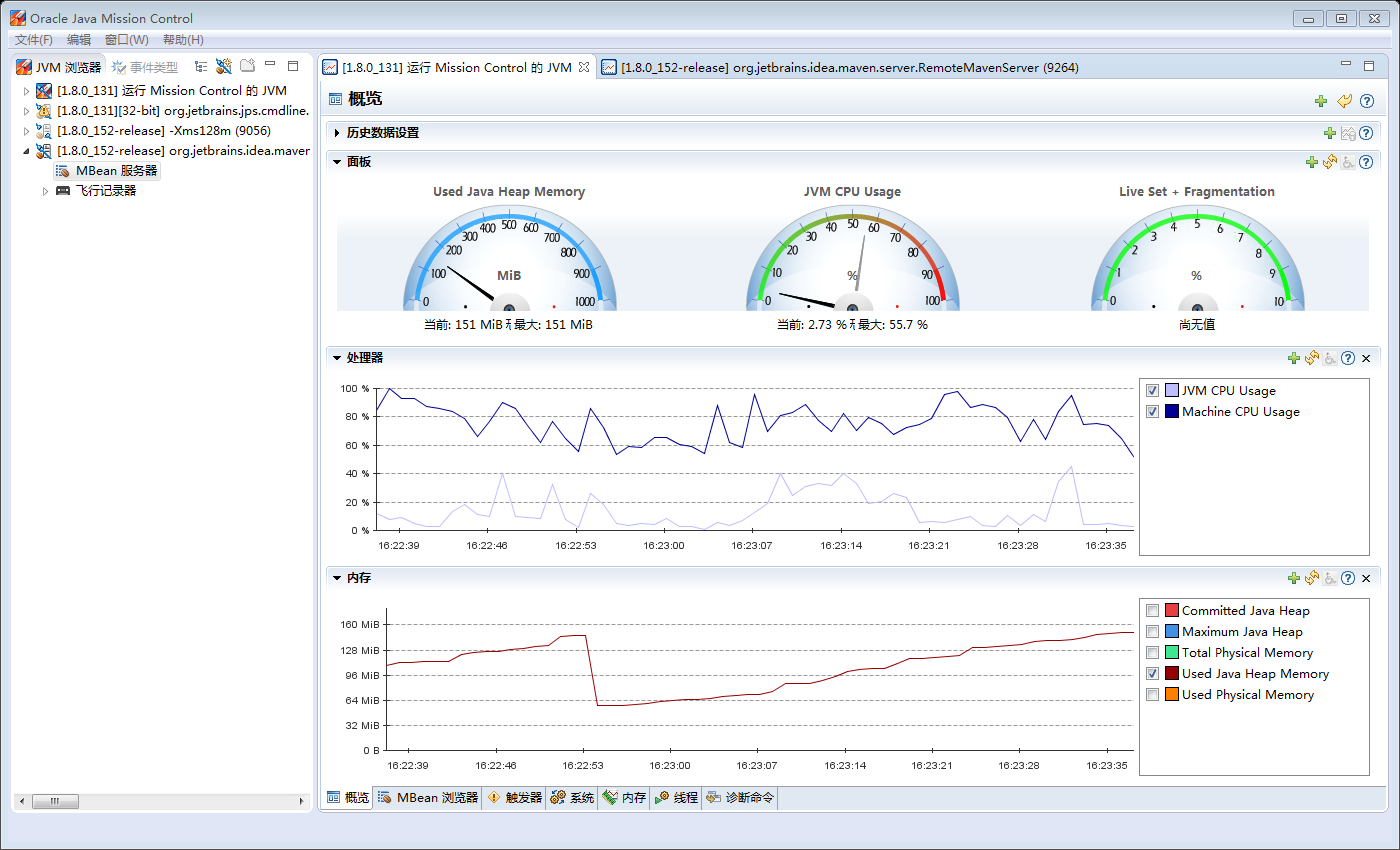 Oracle Java Mission Control
文件(F) 编辑 窗口(W) 帮助(H)
JVM 浏览器 事件类型
[1.8.0_131] 运行 Mission Control 的 JVM
[1.8.0_131][32-bit] org.jetbrains.jps.cmdline.
[1.8.0_152-release] -Xms128m (9056)
[1.8.0_152-release] org.jetbrains.idea.maver
MBean 服务器
飞行记录器
[1.8.0_131] 运行 Mission Control 的 JVM
[1.8.0_152-release] org.jetbrains.idea.maven.server.RemoteMavenServer (9264)
概览
历史数据设置
面板
Used Java Heap Memory
0 100 200 300 400 500 600 700 800 900 1000
MiB
当前: 151 MiB 最大: 151 MiB
JVM CPU Usage
0 10 20 30 40 50 60 70 80 90 100
%
当前: 2.73 % 最大: 55.7 %
Live Set + Fragmentation
0 1 2 3 4 5 6 7 8 9 10
%
尚无值
处理器
100 %
80 %
60 %
40 %
20 %
0 %
16:22:39 16:22:46 16:22:53 16:23:00 16:23:07 16:23:14 16:23:21 16:23:28 16:23:35
JVM CPU Usage
Machine CPU Usage
内存
160 MiB
128 MiB
96 MiB
64 MiB
32 MiB
0 B
16:22:39 16:22:46 16:22:53 16:23:00 16:23:07 16:23:14 16:23:21 16:23:28 16:23:35
Committed Java Heap
Maximum Java Heap
Total Physical Memory
Used Java Heap Memory
Used Physical Memory
概览 MBean 浏览器 触发器 系统 内存 线程 诊断命令